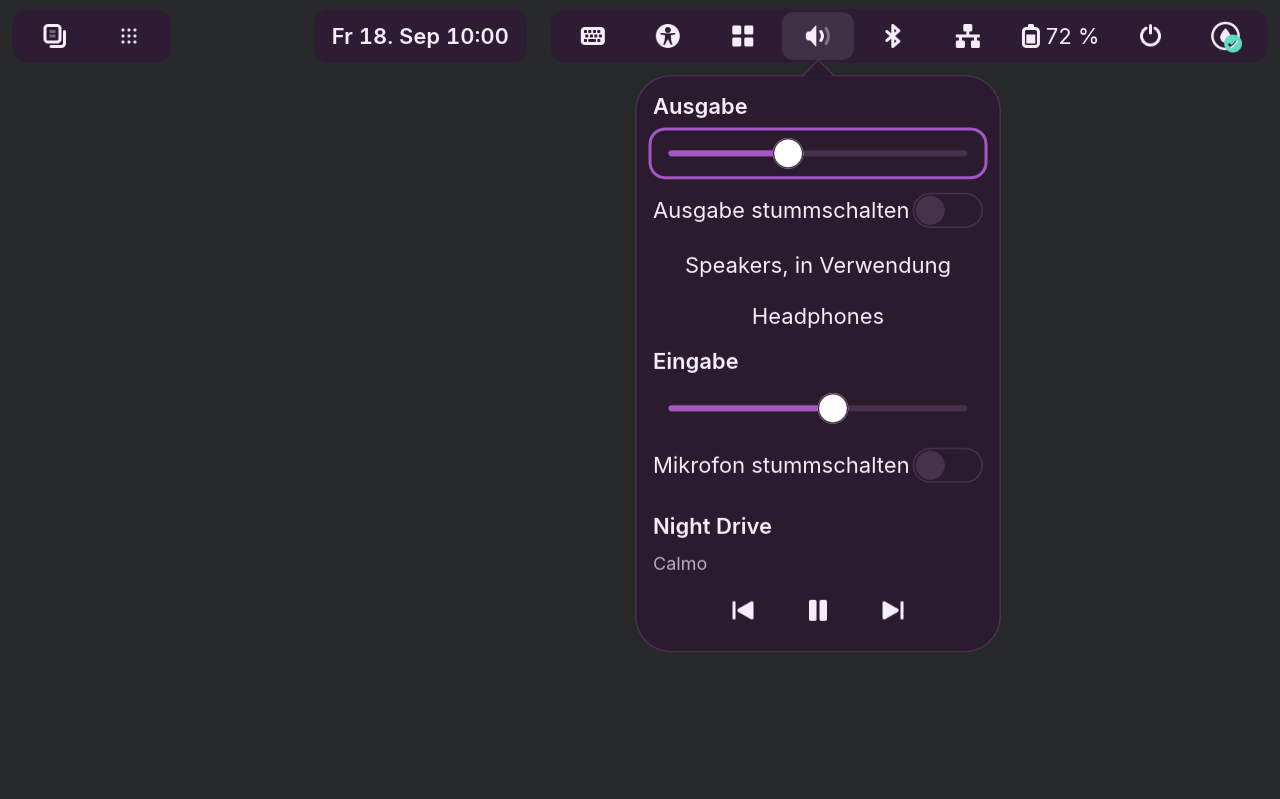 Fr 18. Sep 10:00
72 %
Ausgabe
Ausgabe stummschalten
Speakers, in Verwendung
Headphones
Eingabe
Mikrofon stummschalten
Night Drive
Calmo